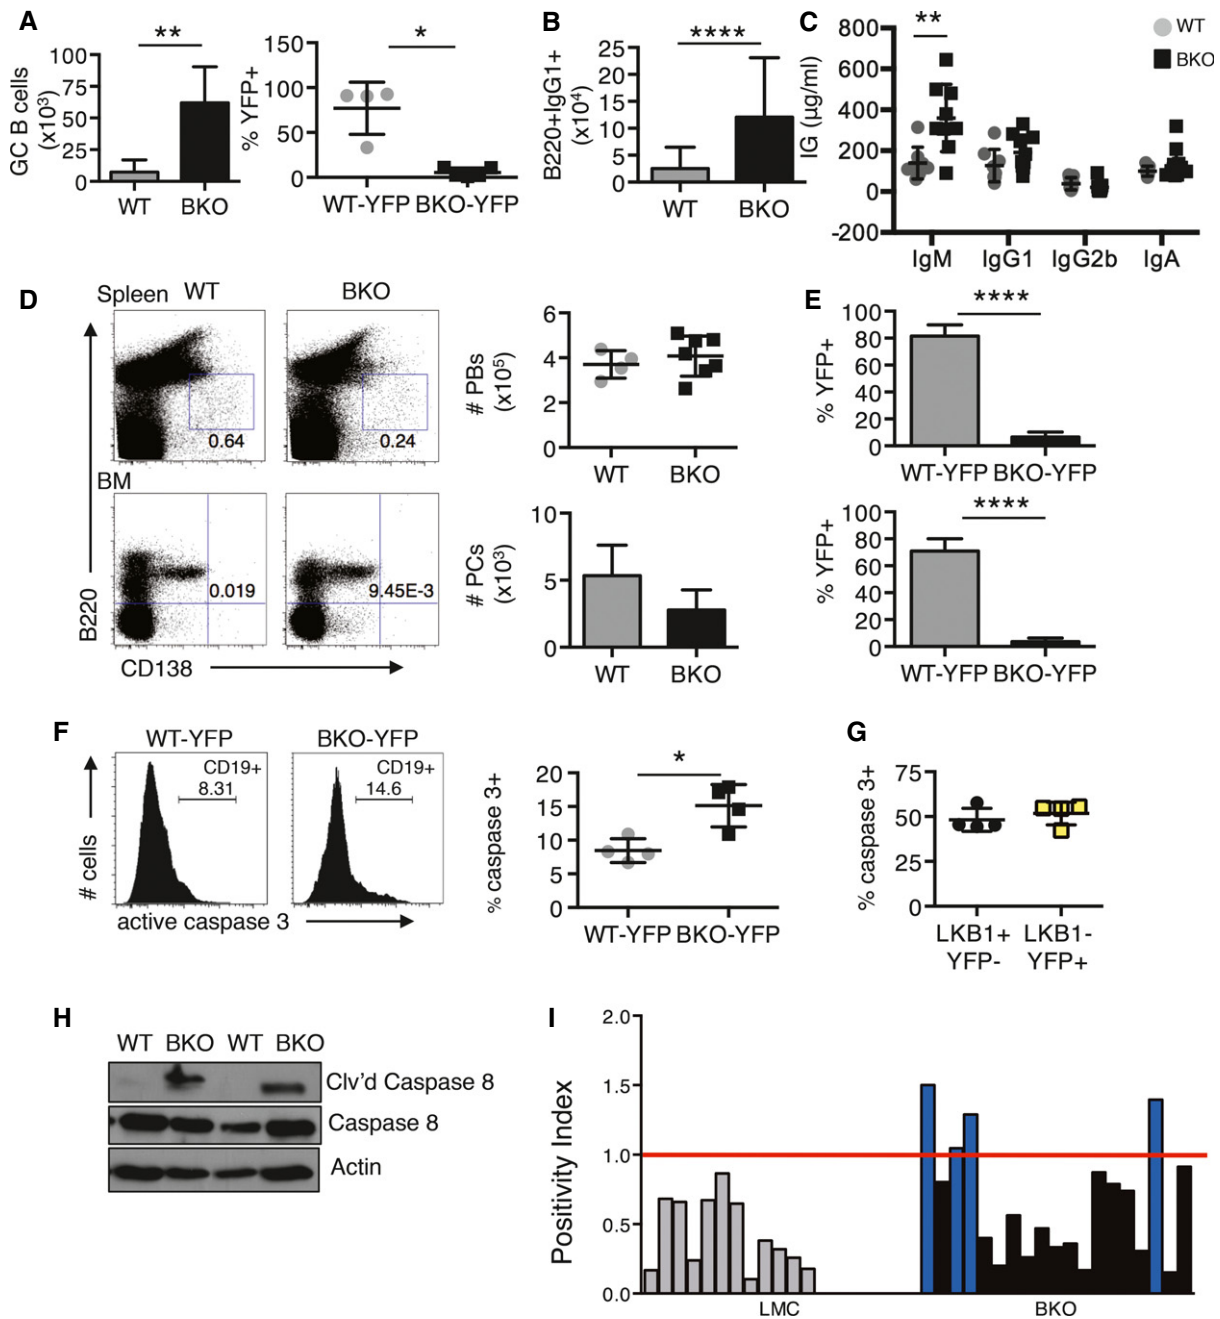 A
GC B cells
(x10³)
100
75
50
25
0
**
WT
BKO
% YFP+
150
100
50
0
*
WT-YFP
BKO-YFP
B
B220+IgG1+
(x10⁴)
25
20
15
10
5
0
****
WT
BKO
C
IG (µg/ml)
800
600
400
200
0
-200
**
WT
BKO
IgM
IgG1
IgG2b
IgA
D
Spleen
WT
BKO
0.64
0.24
BM
0.019
9.45E-3
B220
CD138
# PBs
(x10⁵)
6
4
2
0
WT
BKO
# PCs
(x10³)
10
5
0
WT
BKO
E
% YFP+
100
80
60
40
20
0
****
WT-YFP
BKO-YFP
% YFP+
100
80
60
40
20
0
****
WT-YFP
BKO-YFP
F
WT-YFP
BKO-YFP
CD19+
8.31
CD19+
14.6
# cells
active caspase 3
% caspase 3+
20
15
10
5
0
*
WT-YFP
BKO-YFP
G
% caspase 3+
75
50
25
0
LKB1+
YFP-
LKB1-
YFP+
H
WT BKO WT BKO
Clv'd Caspase 8
Caspase 8
Actin
I
Positivity Index
2.0
1.5
1.0
0.5
0.0
LMC
BKO